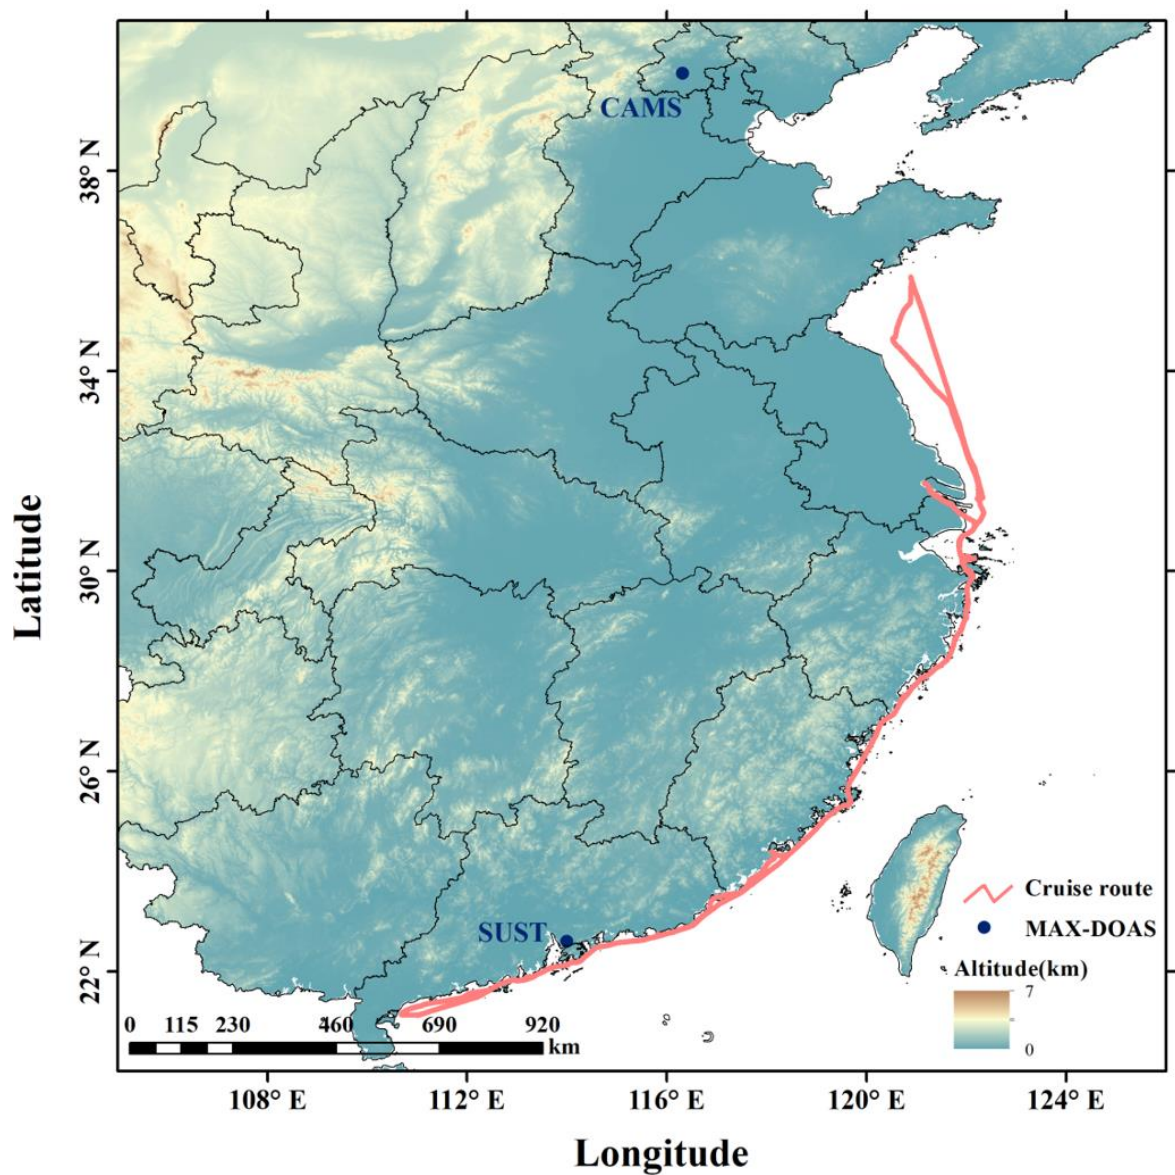 CAMS
38° N
34° N
30° N
26° N
22° N
Latitude
SUST
Cruise route
MAX-DOAS
Altitude(km)
7
0
0 115 230 460 690 920
km
108° E 112° E 116° E 120° E 124° E
Longitude